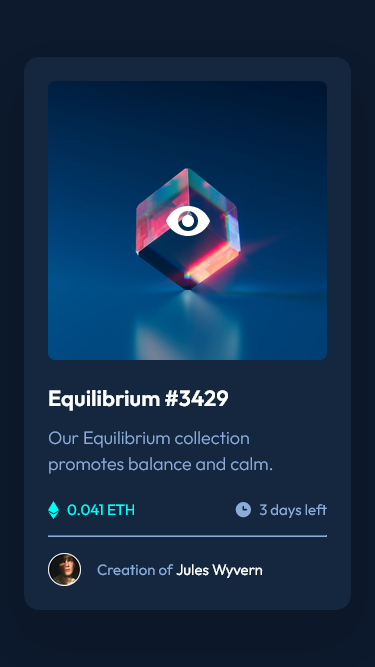 Equilibrium #3429
Our Equilibrium collection
promotes balance and calm.
0.041 ETH
3 days left
Creation of Jules Wyvern